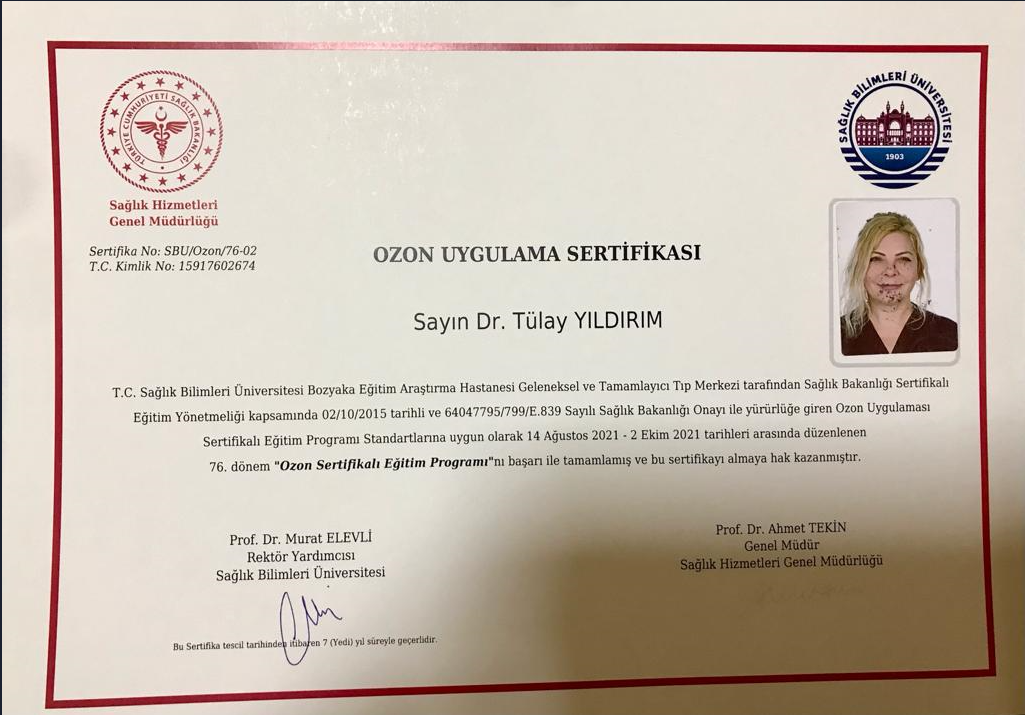 TÜRKİYE CUMHURİYETİ SAĞLIK BAKANLIĞI
Sağlık Hizmetleri
Genel Müdürlüğü
SAĞLIK BİLİMLERİ ÜNİVERSİTESİ
1903
Sertifika No: SBU/Ozon/76-02
T.C. Kimlik No: 15917602674
OZON UYGULAMA SERTİFİKASI
Sayın Dr. Tülay YILDIRIM
T.C. Sağlık Bilimleri Üniversitesi Bozyaka Eğitim Araştırma Hastanesi Geleneksel ve Tamamlayıcı Tıp Merkezi tarafından Sağlık Bakanlığı Sertifikalı
Eğitim Yönetmeliği kapsamında 02/10/2015 tarihli ve 64047795/799/E.839 Sayılı Sağlık Bakanlığı Onayı ile yürürlüğe giren Ozon Uygulaması
Sertifikalı Eğitim Programı Standartlarına uygun olarak 14 Ağustos 2021 - 2 Ekim 2021 tarihleri arasında düzenlenen
76. dönem "Ozon Sertifikalı Eğitim Programı"nı başarı ile tamamlamış ve bu sertifikayı almaya hak kazanmıştır.
Prof. Dr. Murat ELEVLİ
Rektör Yardımcısı
Sağlık Bilimleri Üniversitesi
Prof. Dr. Ahmet TEKİN
Genel Müdür
Sağlık Hizmetleri Genel Müdürlüğü
Bu Sertifika tescil tarihinden itibaren 7 (Yedi) yıl süreyle geçerlidir.